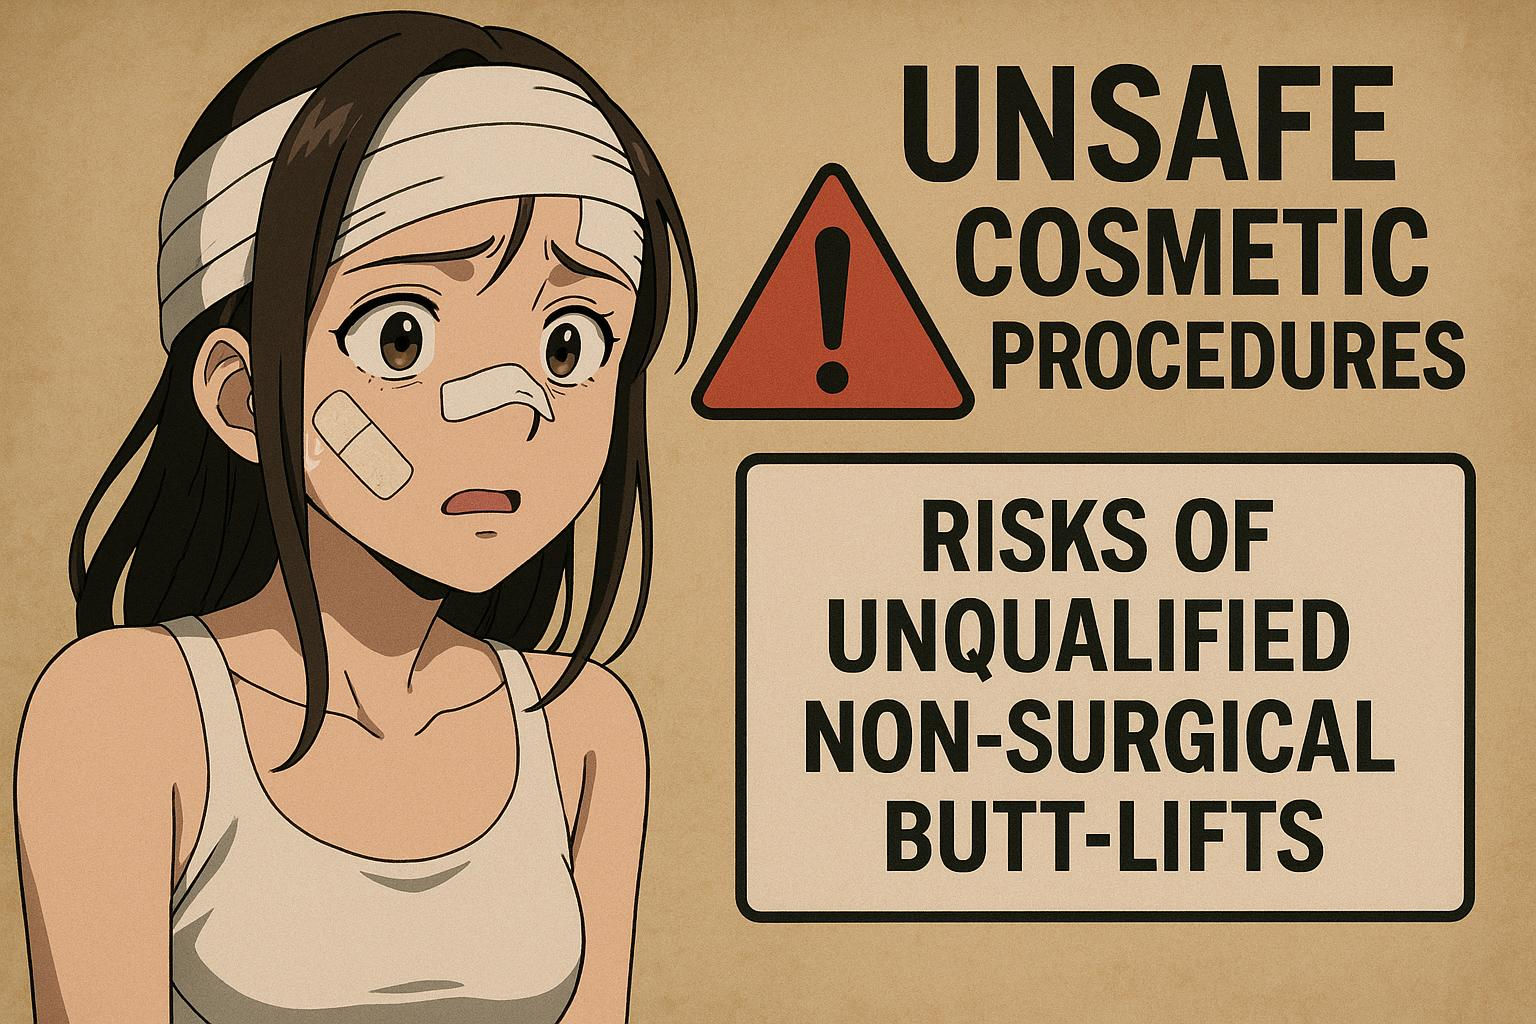 UNSAFE
COSMETIC
PROCEDURES
RISKS OF
UNQUALIFIED
NON-SURGICAL
BUTT-LIFTS